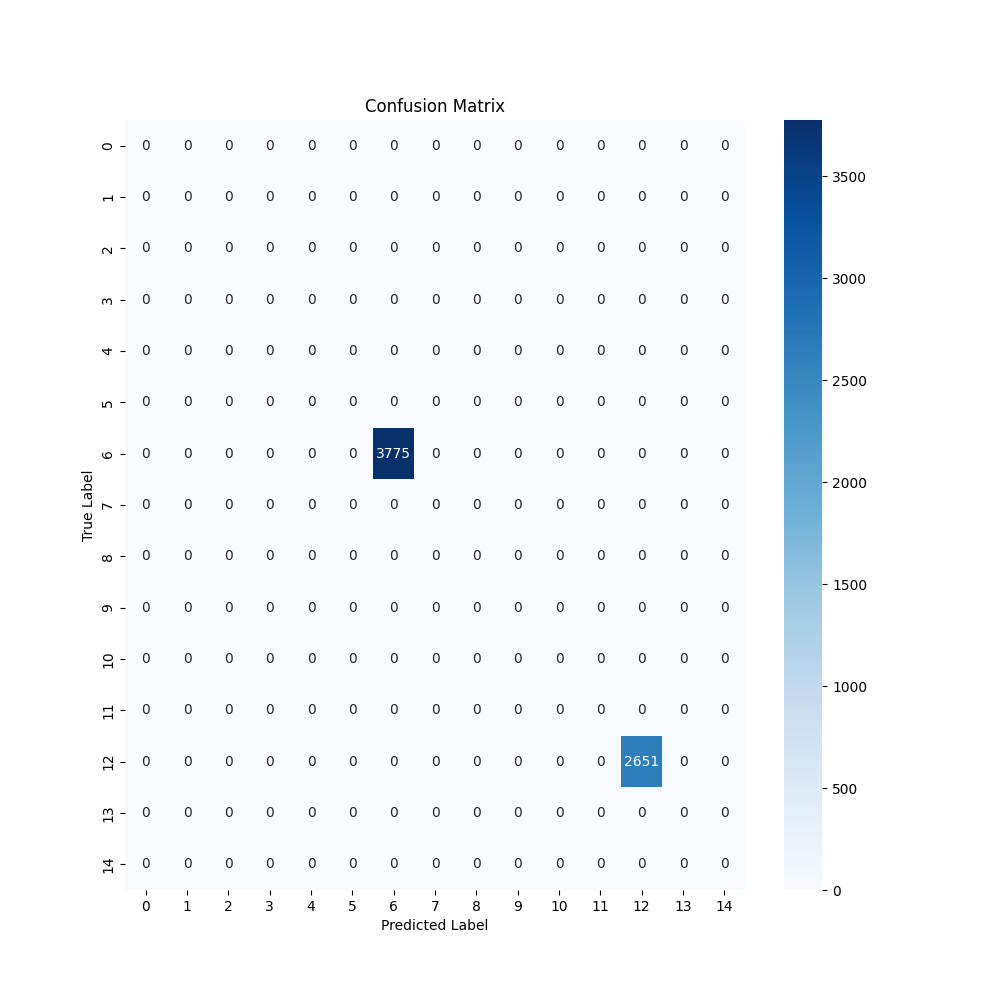 Confusion Matrix
0 0 0 0 0 0 0 0 0 0 0 0 0 0 0 0
1 0 0 0 0 0 0 0 0 0 0 0 0 0 0 0
2 0 0 0 0 0 0 0 0 0 0 0 0 0 0 0
3 0 0 0 0 0 0 0 0 0 0 0 0 0 0 0
4 0 0 0 0 0 0 0 0 0 0 0 0 0 0 0
5 0 0 0 0 0 0 0 0 0 0 0 0 0 0 0
6 0 0 0 0 0 0 3775 0 0 0 0 0 0 0 0
7 0 0 0 0 0 0 0 0 0 0 0 0 0 0 0
8 0 0 0 0 0 0 0 0 0 0 0 0 0 0 0
9 0 0 0 0 0 0 0 0 0 0 0 0 0 0 0
10 0 0 0 0 0 0 0 0 0 0 0 0 0 0 0
11 0 0 0 0 0 0 0 0 0 0 0 0 0 0 0
12 0 0 0 0 0 0 0 0 0 0 0 0 2651 0 0
13 0 0 0 0 0 0 0 0 0 0 0 0 0 0 0
14 0 0 0 0 0 0 0 0 0 0 0 0 0 0 0
0 1 2 3 4 5 6 7 8 9 10 11 12 13 14
Predicted Label
True Label
3500
3000
2500
2000
1500
1000
500
0